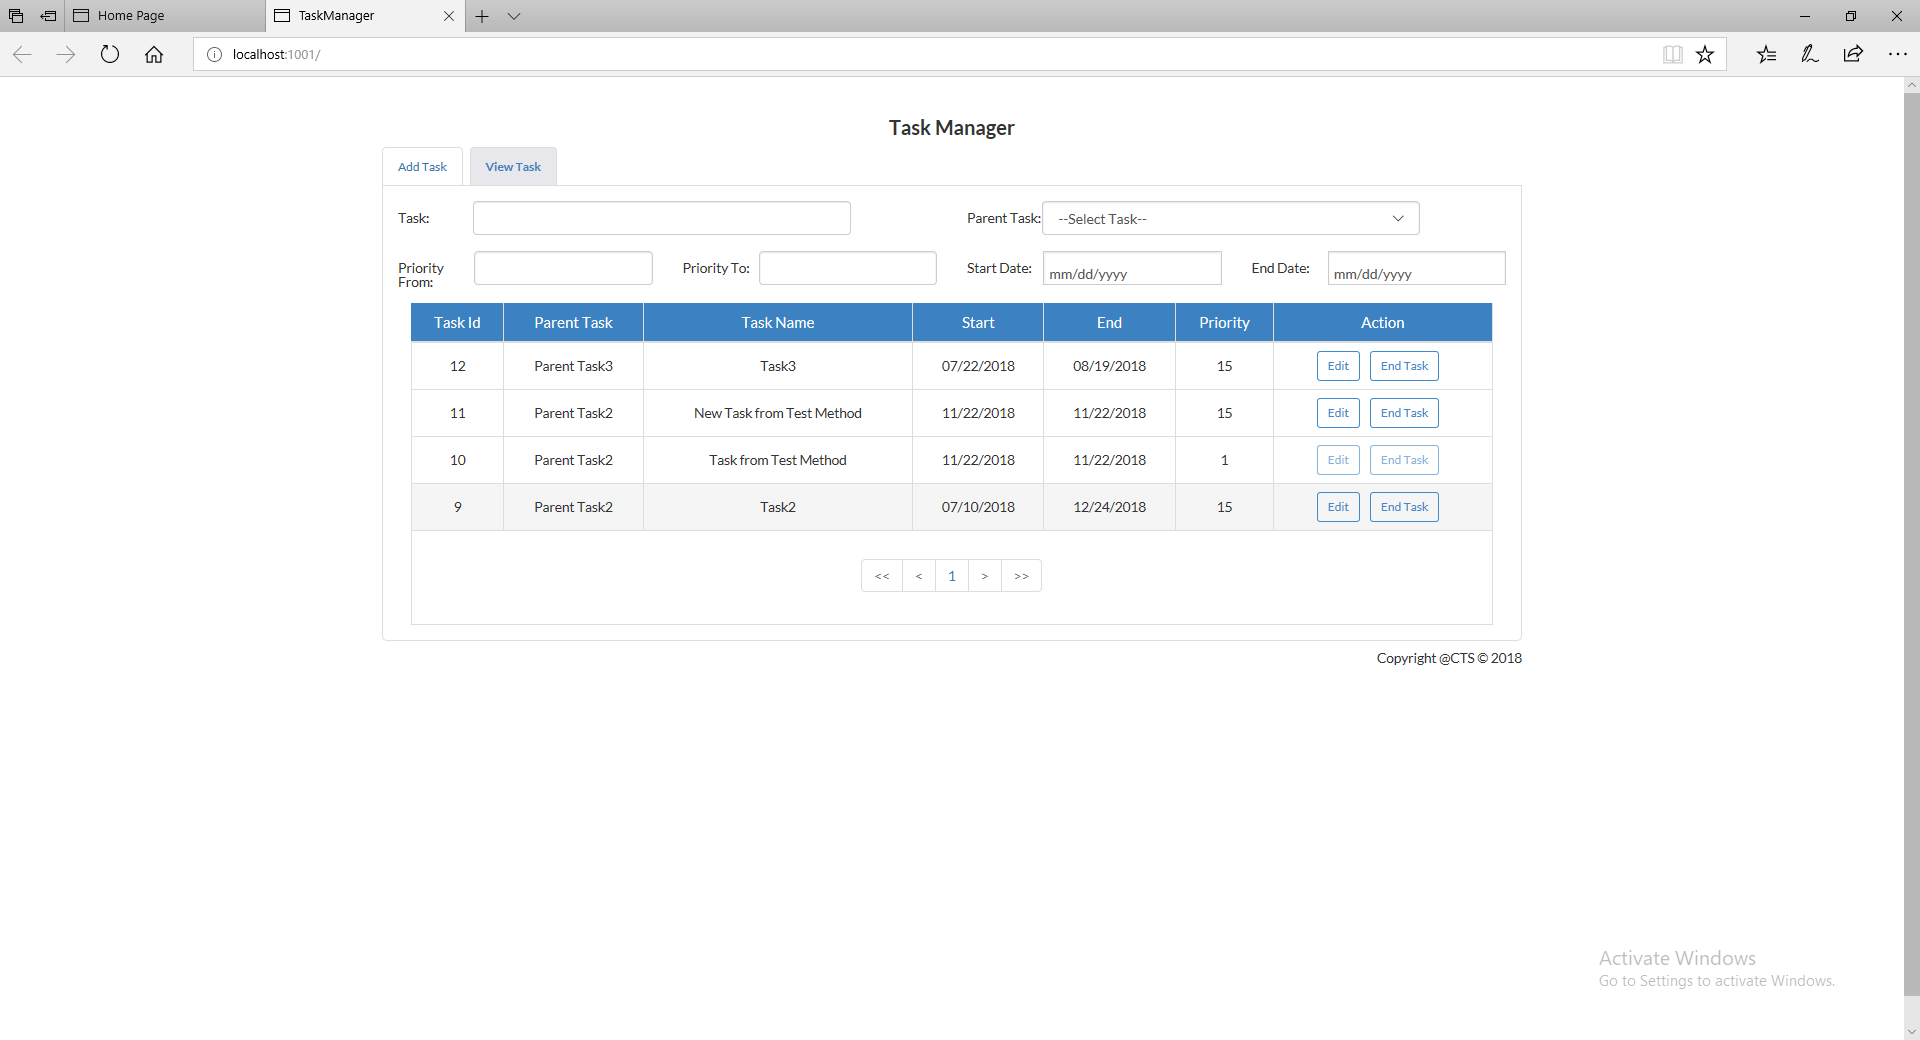 Home Page
TaskManager
localhost:1001/
Task Manager
Add Task View Task
Task: Parent Task: --Select Task--
Priority From: Priority To: Start Date: mm/dd/yyyy End Date: mm/dd/yyyy
Task Id Parent Task Task Name Start End Priority Action
12 Parent Task3 Task3 07/22/2018 08/19/2018 15 Edit End Task
11 Parent Task2 New Task from Test Method 11/22/2018 11/22/2018 15 Edit End Task
10 Parent Task2 Task from Test Method 11/22/2018 11/22/2018 1 Edit End Task
9 Parent Task2 Task2 07/10/2018 12/24/2018 15 Edit End Task
<< < 1 > >>
Copyright @CTS © 2018
Activate Windows
Go to Settings to activate Windows.